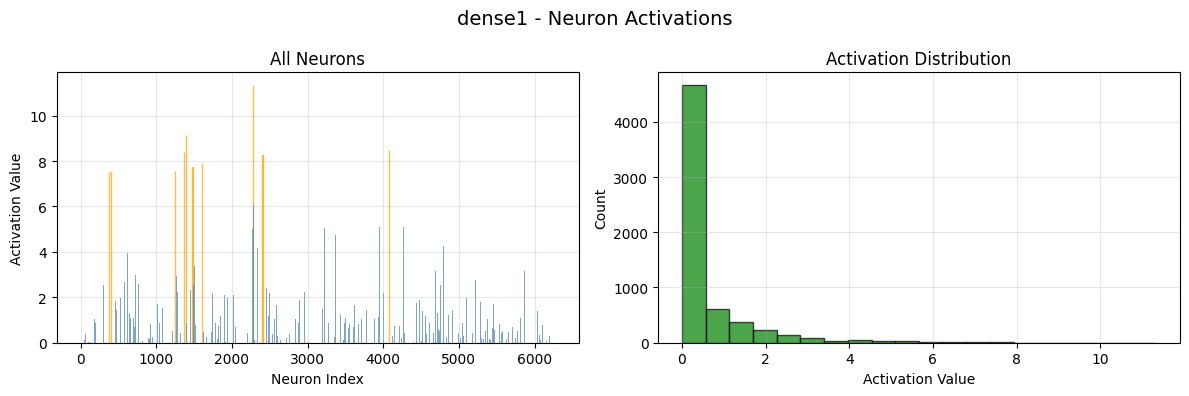 dense1 - Neuron Activations
All Neurons
Activation Value
10
8
6
4
2
0
0 1000 2000 3000 4000 5000 6000
Neuron Index
Activation Distribution
Count
4000
3000
2000
1000
0
0 2 4 6 8 10
Activation Value